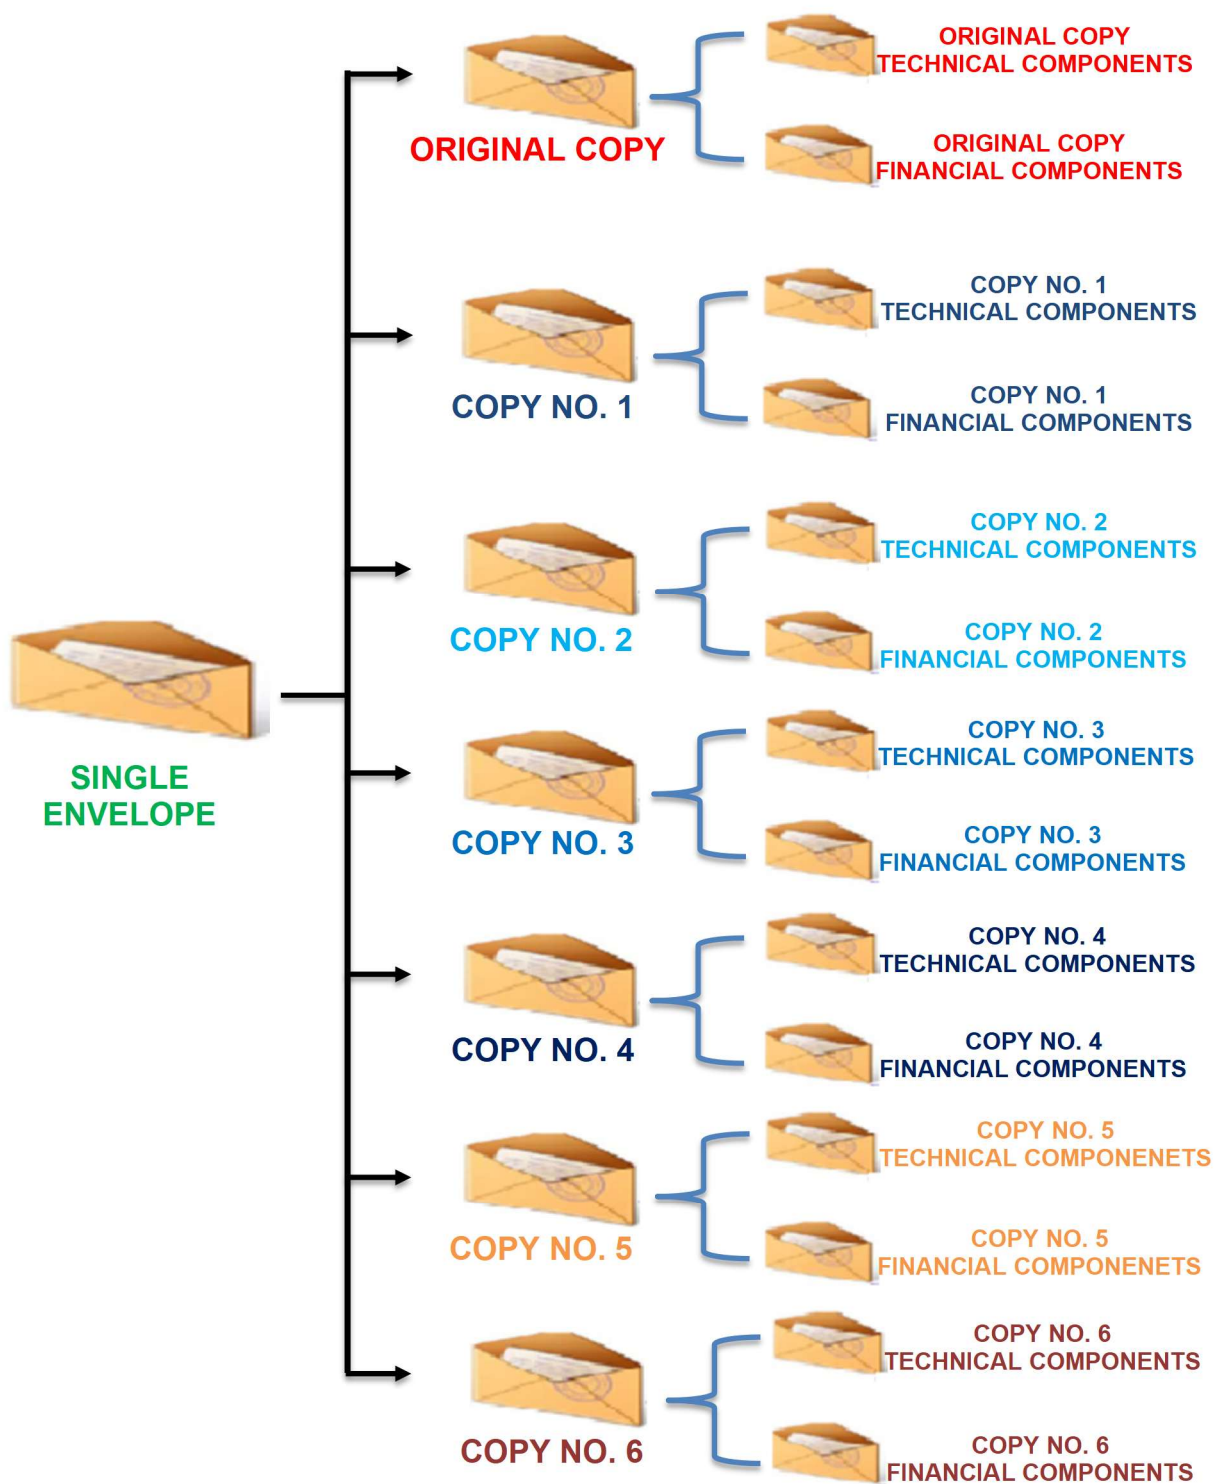 ORIGINAL COPY
TECHNICAL COMPONENTS
ORIGINAL COPY
ORIGINAL COPY
FINANCIAL COMPONENTS
COPY NO. 1
TECHNICAL COMPONENTS
COPY NO. 1
COPY NO. 1
FINANCIAL COMPONENTS
COPY NO. 2
TECHNICAL COMPONENTS
COPY NO. 2
COPY NO. 2
FINANCIAL COMPONENTS
SINGLE
ENVELOPE
COPY NO. 3
TECHNICAL COMPONENTS
COPY NO. 3
COPY NO. 3
FINANCIAL COMPONENTS
COPY NO. 4
TECHNICAL COMPONENTS
COPY NO. 4
COPY NO. 4
FINANCIAL COMPONENTS
COPY NO. 5
TECHNICAL COMPONENETS
COPY NO. 5
COPY NO. 5
FINANCIAL COMPONENETS
COPY NO. 6
TECHNICAL COMPONENTS
COPY NO. 6
COPY NO. 6
FINANCIAL COMPONENTS